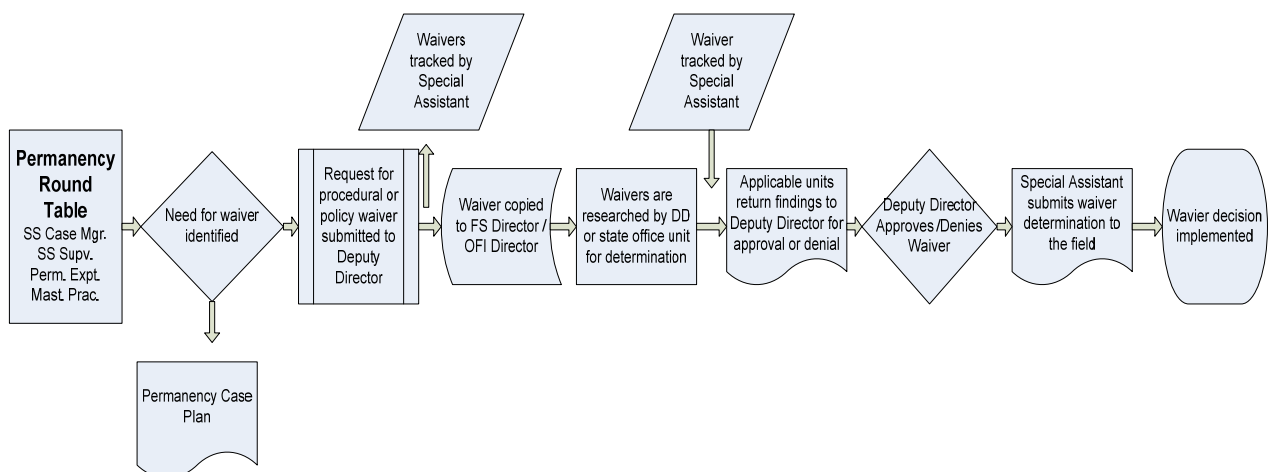 Waivers
tracked by
Special
Assistant
Waiver
tracked by
Special
Assistant
Permanency
Round
Table
SS Case Mgr.
SS Supv.
Perm. Expt.
Mast. Prac.
Need for waiver
identified
Request for
procedural or
policy waiver
submitted to
Deputy
Director
Waiver copied
to FS Director /
OFI Director
Waivers are
researched by DD
or state office unit
for determination
Applicable units
return findings to
Deputy Director for
approval or denial
Deputy Director
Approves /Denies
Waiver
Special Assistant
submits waiver
determination to
the field
Wavier decision
implemented
Permanency Case
Plan